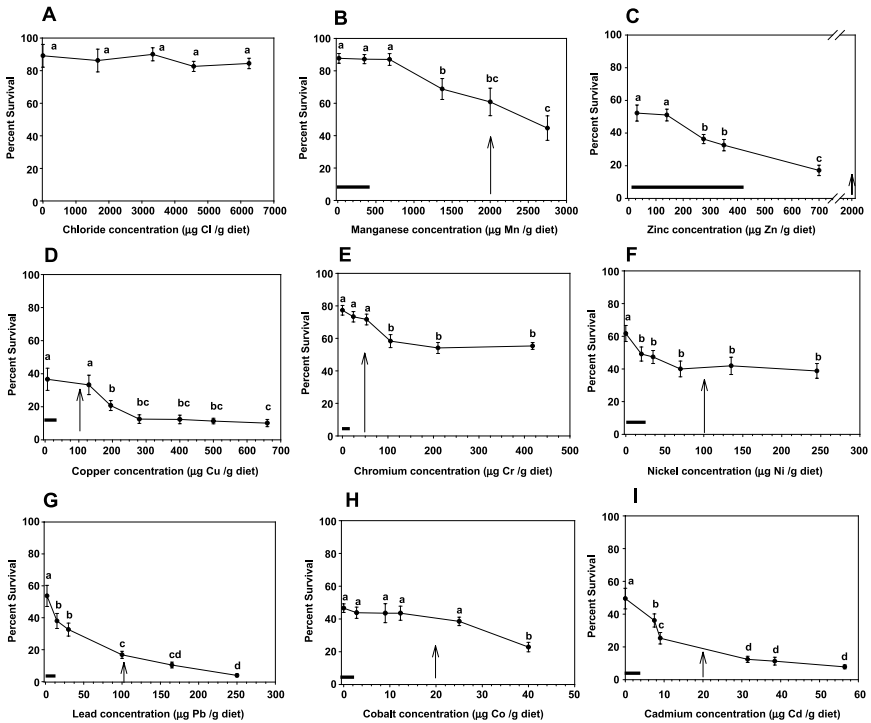 A
Percent Survival
100
80
60
40
20
0
a a a a a
0 1000 2000 3000 4000 5000 6000 7000
Chloride concentration (µg Cl /g diet)
B
Percent Survival
100
80
60
40
20
0
a a a b bc c
0 500 1000 1500 2000 2500 3000
Manganese concentration (µg Mn /g diet)
C
Percent Survival
100
80
60
40
20
0
a a b b c
0 100 200 300 400 500 600 700 2000
Zinc concentration (µg Zn /g diet)
D
Percent Survival
100
80
60
40
20
0
a a b bc bc bc c
0 100 200 300 400 500 600 700
Copper concentration (µg Cu /g diet)
E
Percent Survival
100
80
60
40
20
0
a a a b b b
0 100 200 300 400 500
Chromium concentration (µg Cr /g diet)
F
Percent Survival
100
80
60
40
20
0
a b b b b b
0 50 100 150 200 250 300
Nickel concentration (µg Ni /g diet)
G
Percent Survival
100
80
60
40
20
0
a b b c cd d
0 50 100 150 200 250 300
Lead concentration (µg Pb /g diet)
H
Percent Survival
100
80
60
40
20
0
a a a a a b
0 20 40 60
Cobalt concentration (µg Co /g diet)
I
Percent Survival
100
80
60
40
20
0
a b c d d d
0 20 40 60
Cadmium concentration (µg Cd /g diet)